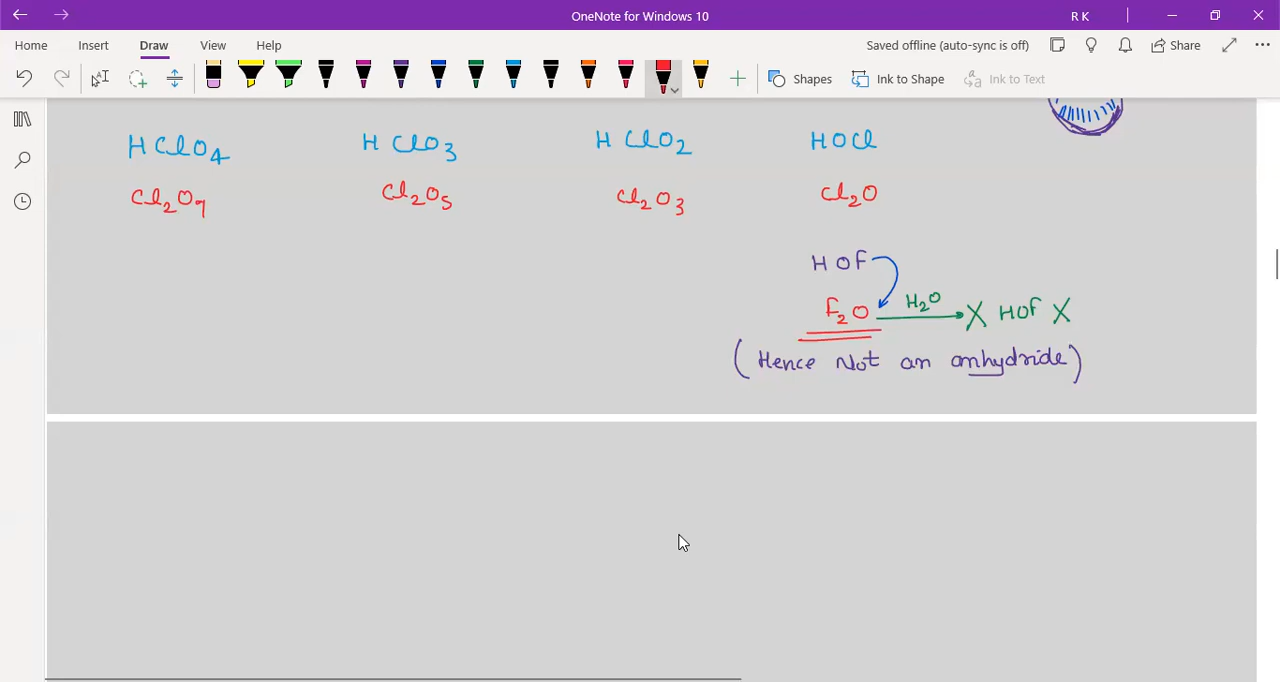 OneNote for Windows 10
R K
Home Insert Draw View Help
Saved offline (auto-sync is off) Share
Shapes Ink to Shape Ink to Text
HClO4 HClO3 HClO2 HOCl
Cl2O7 Cl2O5 Cl2O3 Cl2O
HOF
F2O H2O X HOF X
(Hence Not an anhydride)